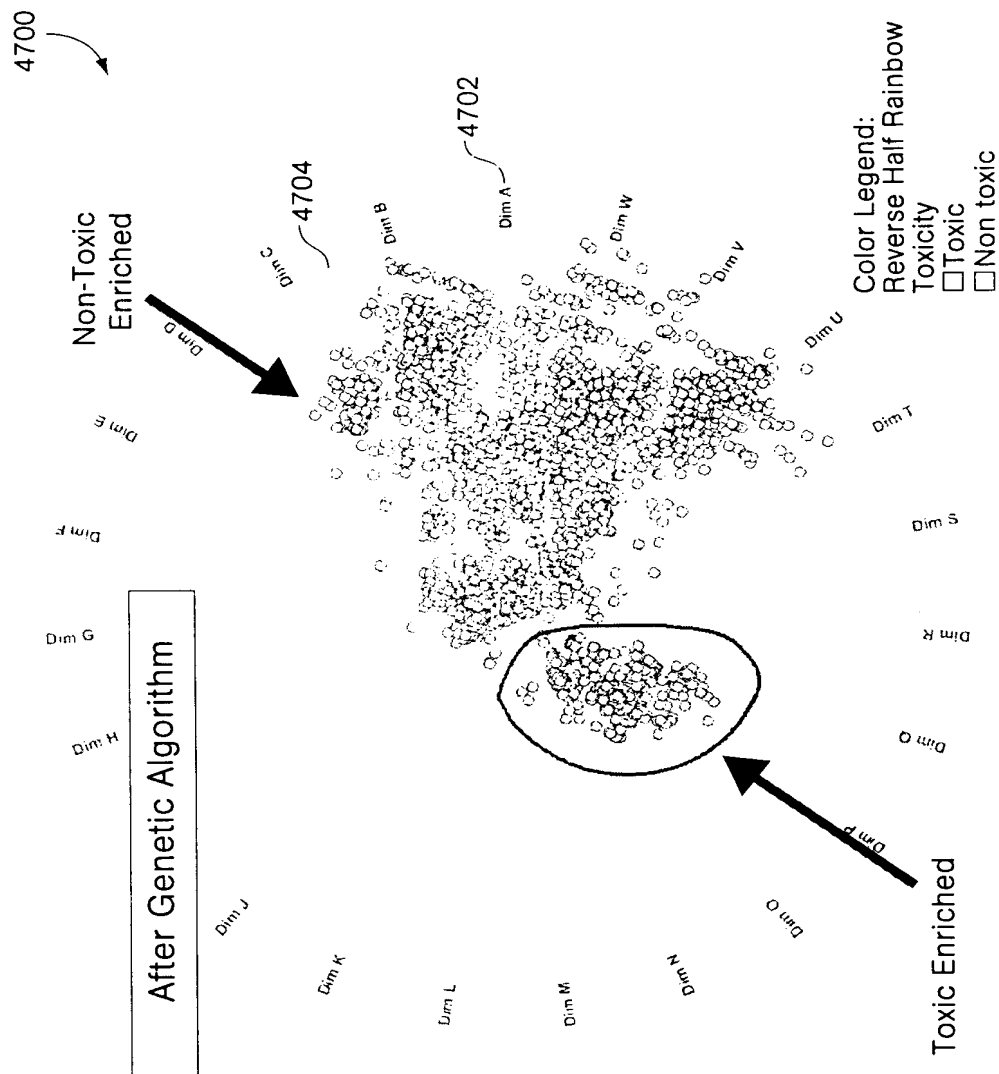 4700
After Genetic Algorithm
Non-Toxic
Enriched
4704
4702
Dim A
Dim B
Dim C
Dim D
Dim E
Dim F
Dim G
Dim H
Dim J
Dim K
Dim L
Dim M
Dim N
Dim O
Dim P
Dim Q
Dim R
Dim S
Dim T
Dim U
Dim V
Dim W
Toxic Enriched
Color Legend:
Reverse Half Rainbow
Toxicity
Toxic
Non toxic